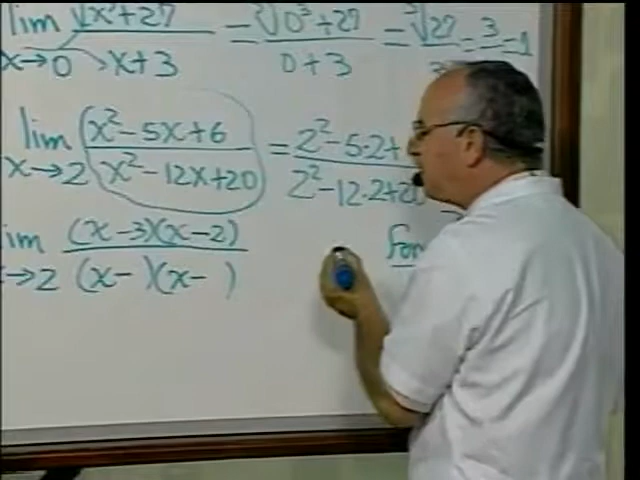 lim √x³+27 / x+3 = ∛0³+27 / 0+3 = ∛27 / 3 = 3 = 1
x→0
lim x²-5x+6 / x²-12x+20 = 2²-5·2+ / 2²-12·2+20
x→2
lim (x-3)(x-2) / (x- )(x- )
x→2